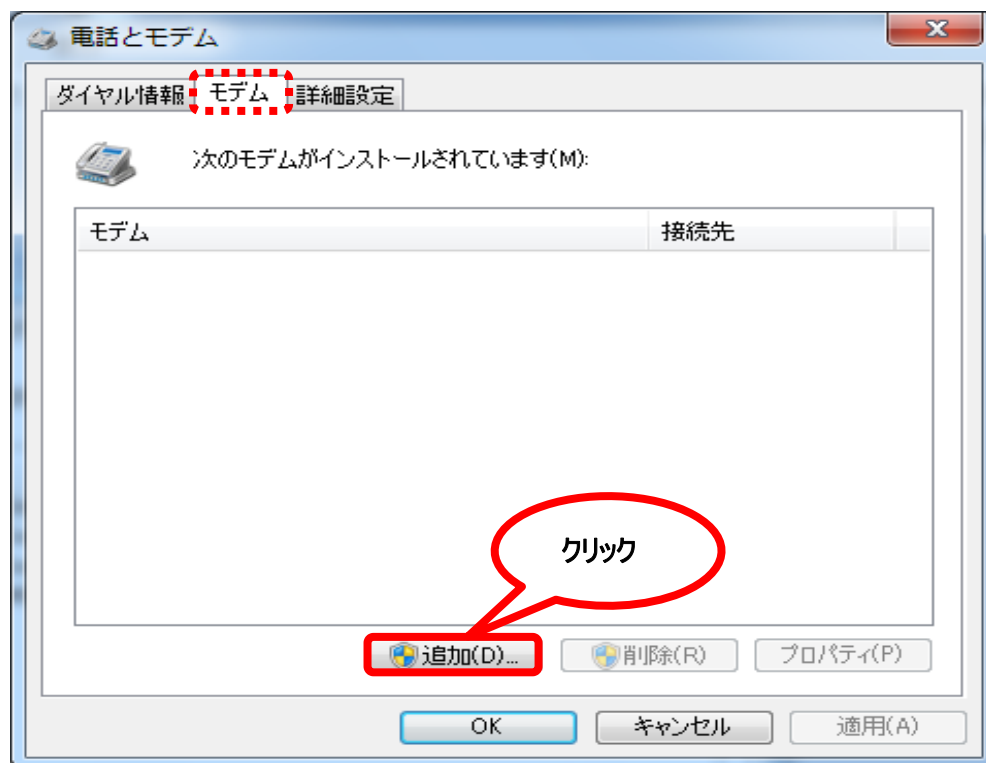 電話とモデム
ダイヤル情報 モデム 詳細設定
次のモデムがインストールされています(M):
モデム 接続先
クリック
追加(D)... 削除(R) プロパティ(P)
OK キャンセル 適用(A)